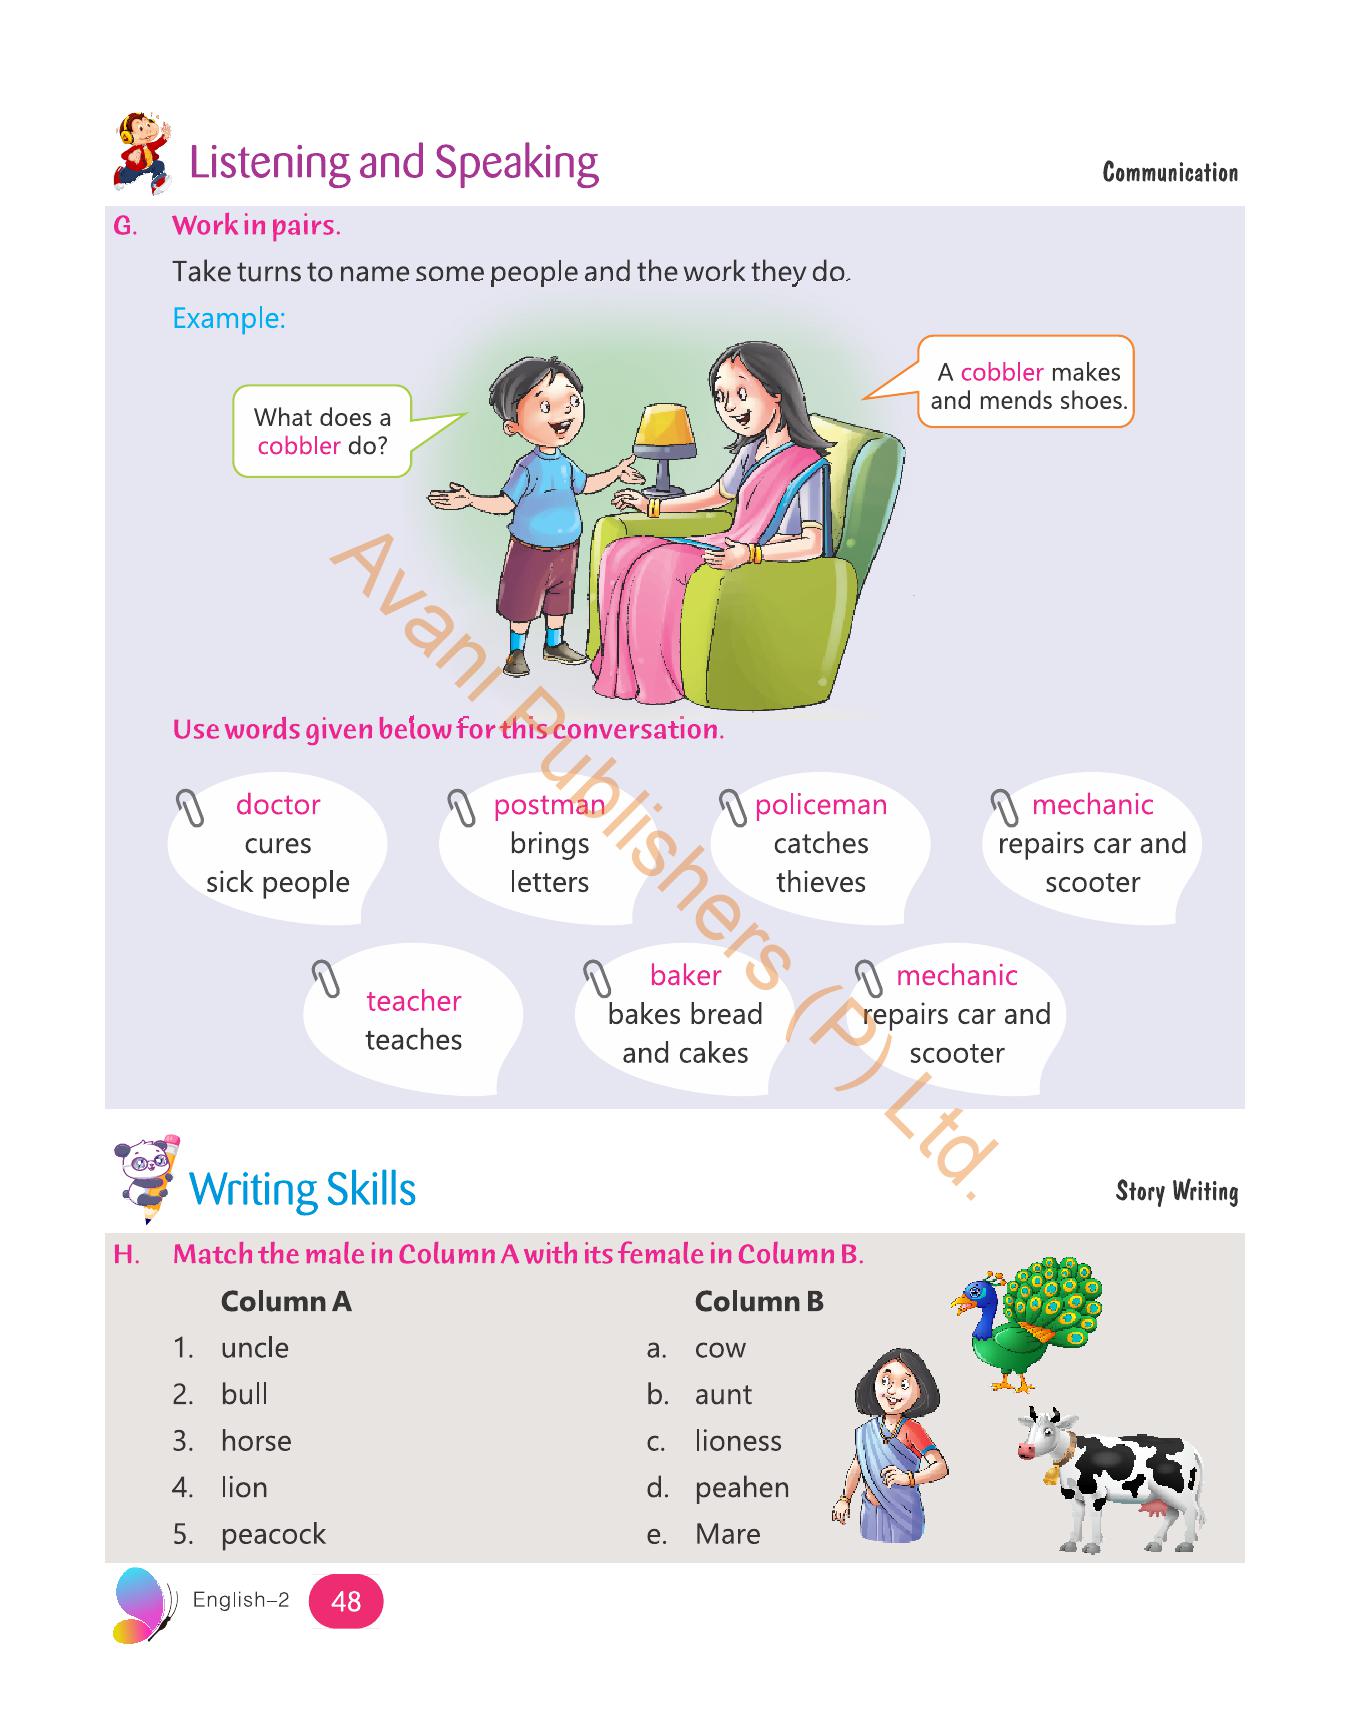 Listening and Speaking
Communication
G. Work in pairs.
Take turns to name some people and the work they do.
Example:
What does a
cobbler do?
A cobbler makes
and mends shoes.
Use words given below for this conversation.
doctor
cures
sick people
postman
brings
letters
policeman
catches
thieves
mechanic
repairs car and
scooter
teacher
teaches
baker
bakes bread
and cakes
mechanic
repairs car and
scooter
Avani Publishers (P) Ltd.
Writing Skills
Story Writing
H. Match the male in Column A with its female in Column B.
Column A Column B
1. uncle a. cow
2. bull b. aunt
3. horse c. lioness
4. lion d. peahen
5. peacock e. Mare
English–2 48